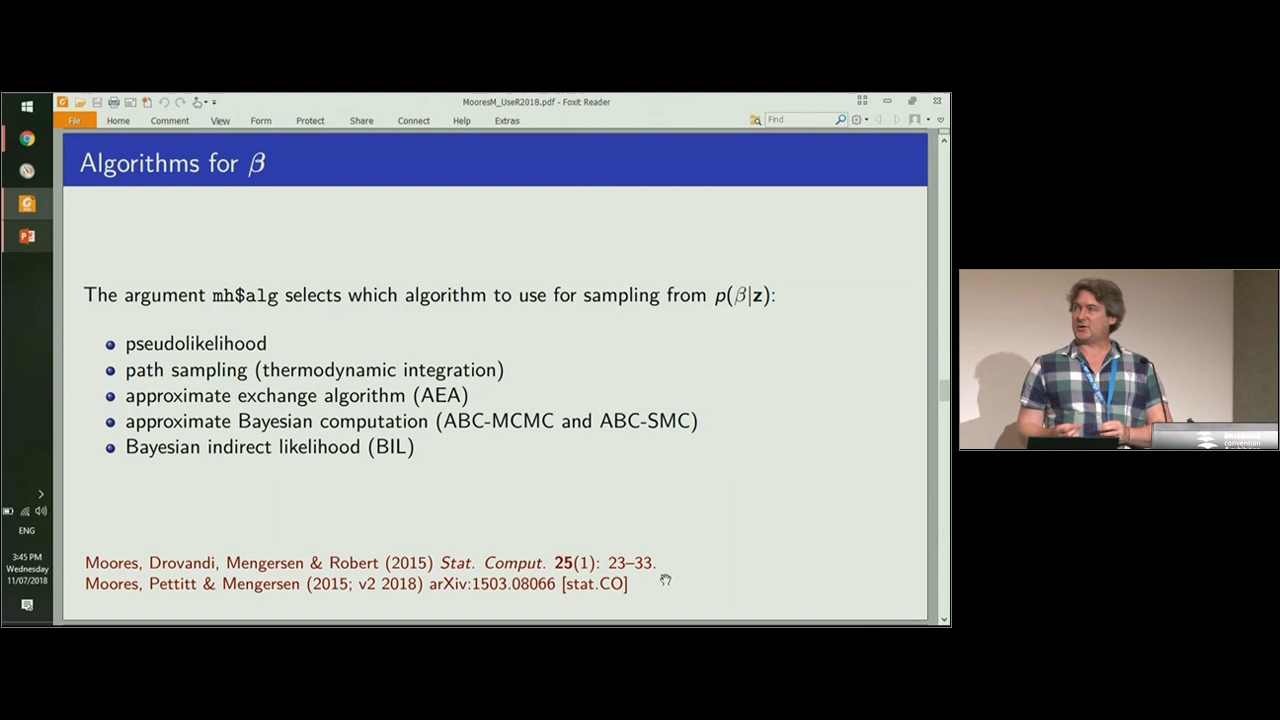 MooresM_UseR2018.pdf - Foxit Reader
File Home Comment View Form Protect Share Connect Help Extras
Find
Algorithms for β
The argument mh$alg selects which algorithm to use for sampling from p(β|z):
pseudolikelihood
path sampling (thermodynamic integration)
approximate exchange algorithm (AEA)
approximate Bayesian computation (ABC-MCMC and ABC-SMC)
Bayesian indirect likelihood (BIL)
Moores, Drovandi, Mengersen & Robert (2015) Stat. Comput. 25(1): 23–33.
Moores, Pettitt & Mengersen (2015; v2 2018) arXiv:1503.08066 [stat.CO]
ENG
3:45 PM
Wednesday
11/07/2018
BRISBANE
convention